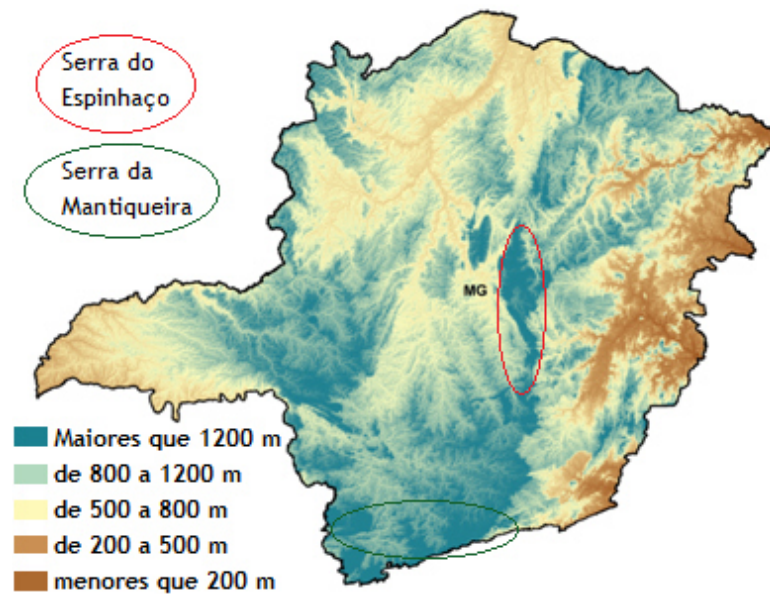 Serra do
Espinhaço
Serra da
Mantiqueira
MG
Maiores que 1200 m
de 800 a 1200 m
de 500 a 800 m
de 200 a 500 m
menores que 200 m